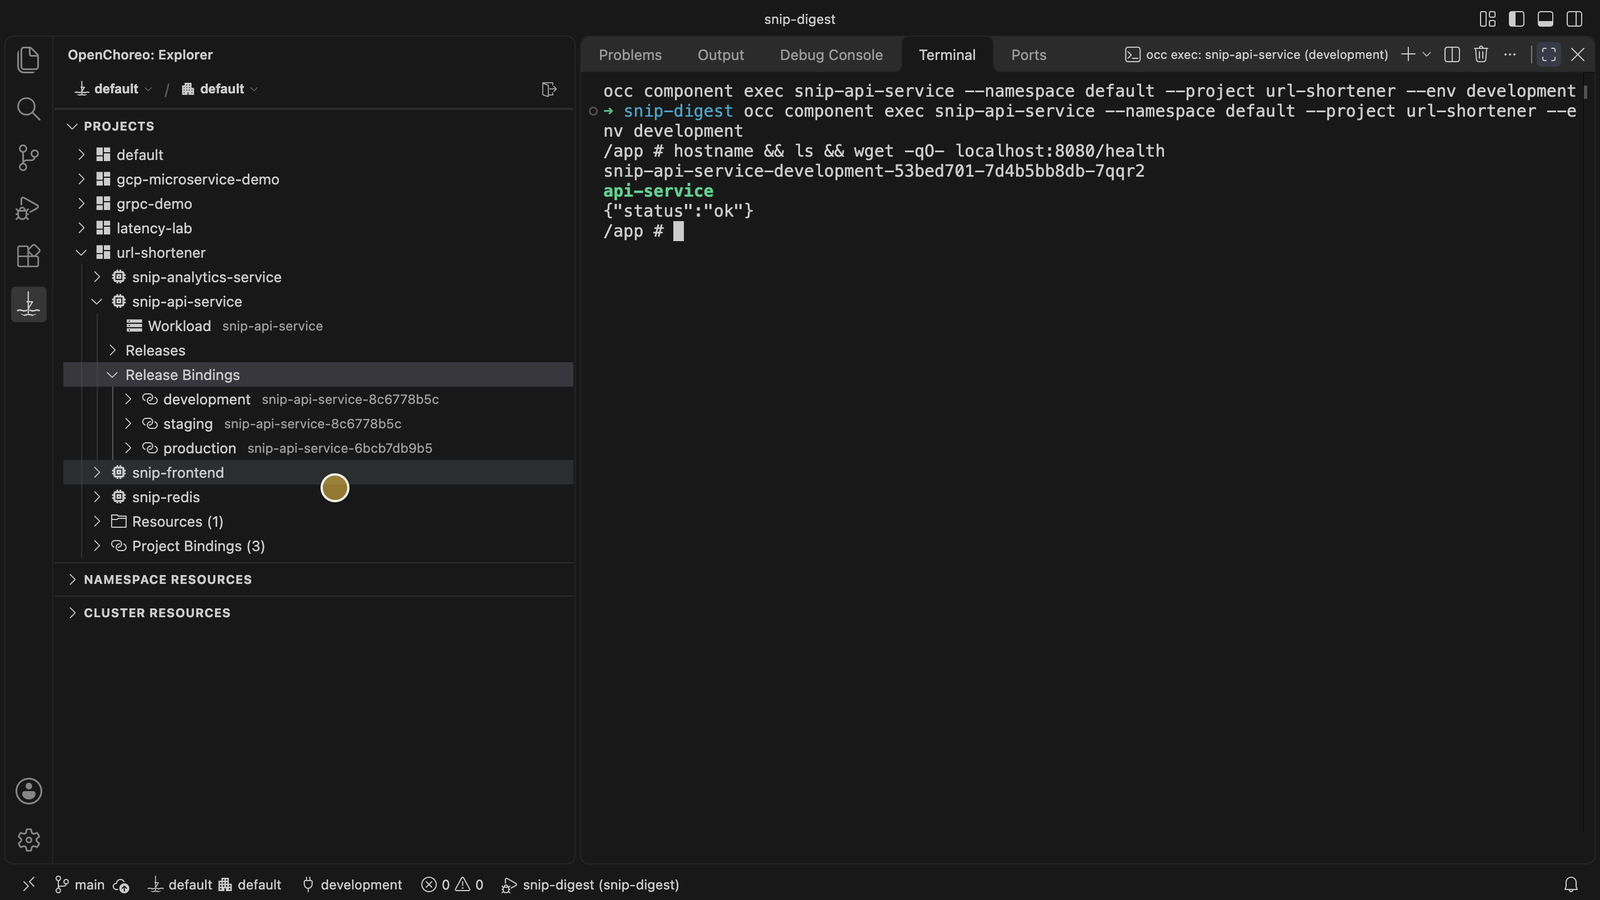 snip-digest
OpenChoreo: Explorer
default / default
PROJECTS
default
gcp-microservice-demo
grpc-demo
latency-lab
url-shortener
snip-analytics-service
snip-api-service
Workload snip-api-service
Releases
Release Bindings
development snip-api-service-8c6778b5c
staging snip-api-service-8c6778b5c
production snip-api-service-6bcb7db9b5
snip-frontend
snip-redis
Resources (1)
Project Bindings (3)
NAMESPACE RESOURCES
CLUSTER RESOURCES
Problems Output Debug Console Terminal Ports occ exec: snip-api-service (development)
occ component exec snip-api-service --namespace default --project url-shortener --env development
➜ snip-digest occ component exec snip-api-service --namespace default --project url-shortener --e
nv development
/app # hostname && ls && wget -qO- localhost:8080/health
snip-api-service-development-53bed701-7d4b5bb8db-7qqr2
api-service
{"status":"ok"}
/app #
main default default development 0 0 snip-digest (snip-digest)